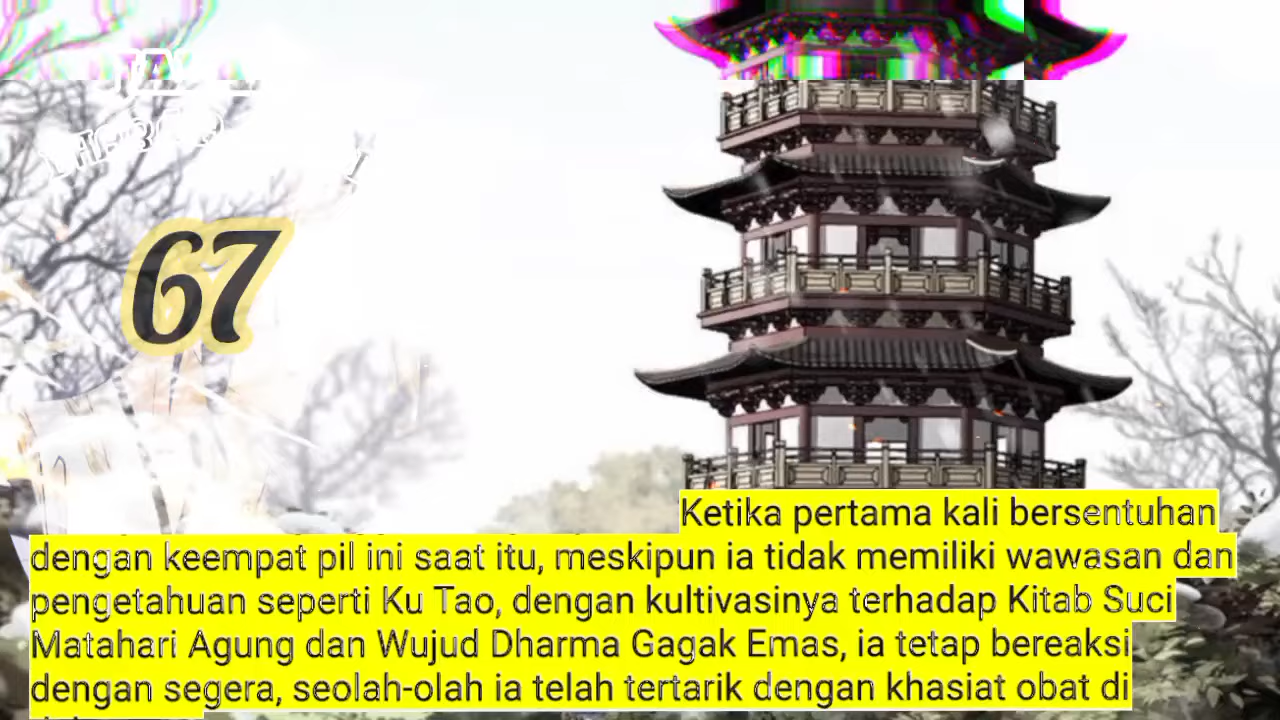 67
Ketika pertama kali bersentuhan
dengan keempat pil ini saat itu, meskipun ia tidak memiliki wawasan dan
pengetahuan seperti Ku Tao, dengan kultivasinya terhadap Kitab Suci
Matahari Agung dan Wujud Dharma Gagak Emas, ia tetap bereaksi
dengan segera, seolah-olah ia telah tertarik dengan khasiat obat di